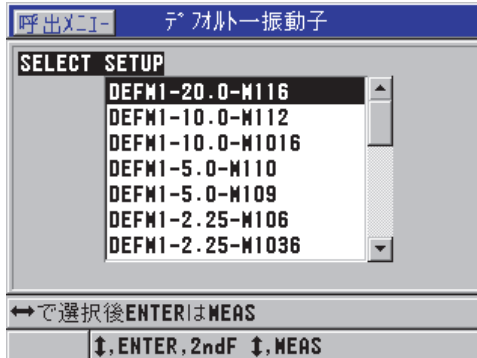 呼出メニュー
デフォルトー振動子
SELECT SETUP
DEFM1-20.0-M116
DEFM1-10.0-M112
DEFM1-10.0-M1016
DEFM1-5.0-M110
DEFM1-5.0-M109
DEFM1-2.25-M106
DEFM1-2.25-M1036
↔で選択後ENTERはMEAS
↕,ENTER,2ndF ↕,MEAS